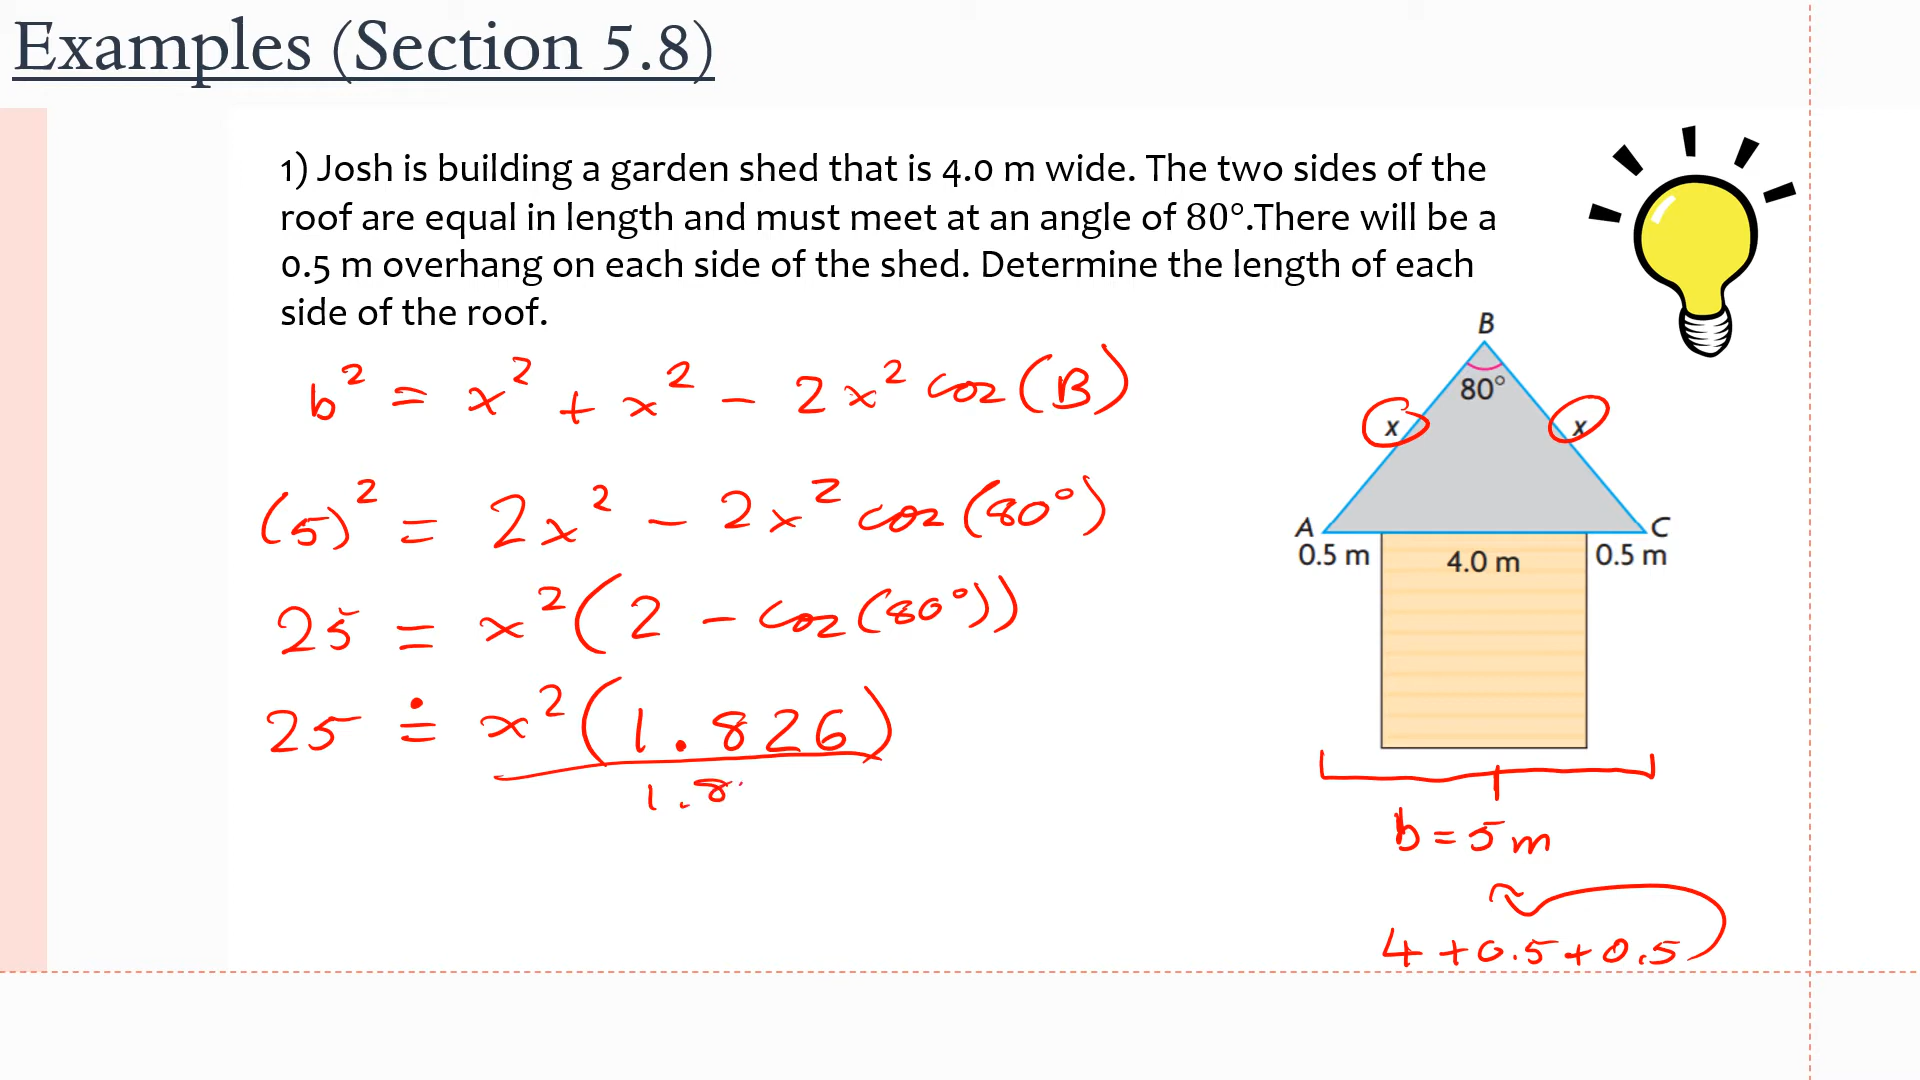 Examples (Section 5.8)
1) Josh is building a garden shed that is 4.0 m wide. The two sides of the
roof are equal in length and must meet at an angle of 80°.There will be a
0.5 m overhang on each side of the shed. Determine the length of each
side of the roof.
b² = x² + x² - 2x² cos(B)
(5)² = 2x² - 2x² cos(80°)
25 = x²(2 - cos(80°))
25 ≐ x²(1.826)
1.8
B
80°
x
x
A
C
0.5 m
4.0 m
0.5 m
b = 5 m
4 + 0.5 + 0.5